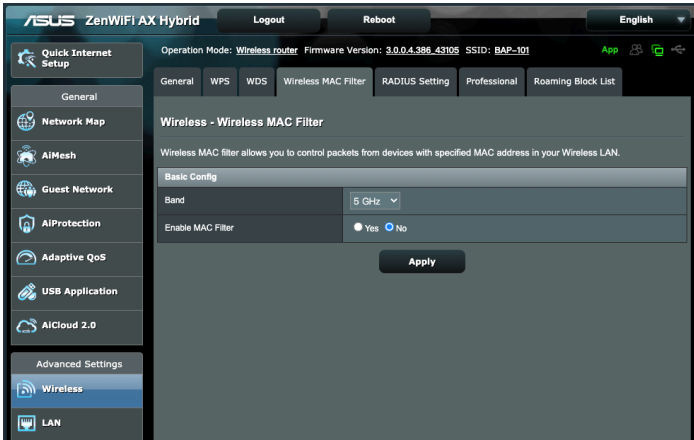 ASUS ZenWiFi AX Hybrid Logout Reboot English
Quick Internet Setup
Operation Mode: Wireless router Firmware Version: 3.0.0.4.386_43105 SSID: BAP-101 App
General WPS WDS Wireless MAC Filter RADIUS Setting Professional Roaming Block List
General
Network Map
AiMesh
Guest Network
AiProtection
Adaptive QoS
USB Application
AiCloud 2.0
Advanced Settings
Wireless
LAN
Wireless - Wireless MAC Filter
Wireless MAC filter allows you to control packets from devices with specified MAC address in your Wireless LAN.
Basic Config
Band 5 GHz
Enable MAC Filter Yes No
Apply